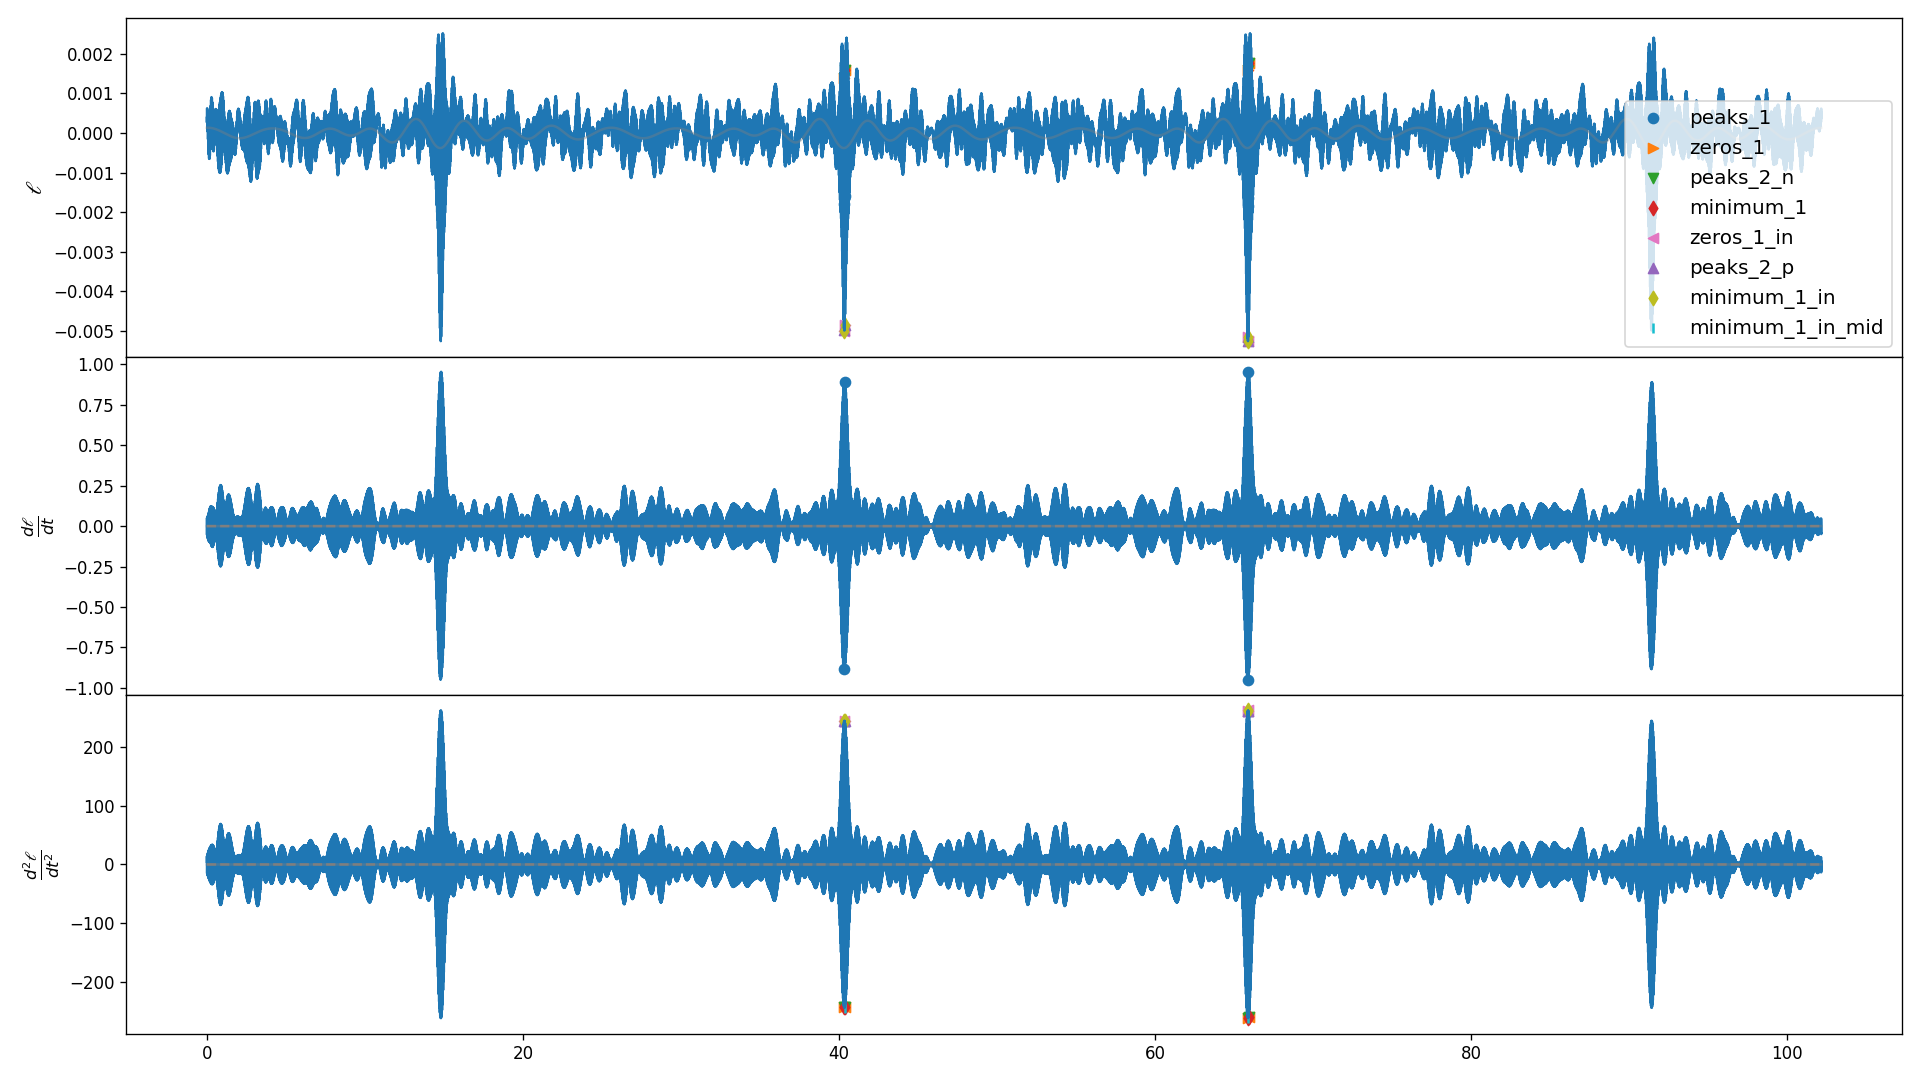 0.002
0.001
0.000
−0.001
−0.002
−0.003
−0.004
−0.005
ℓ
peaks_1
zeros_1
peaks_2_n
minimum_1
zeros_1_in
peaks_2_p
minimum_1_in
minimum_1_in_mid
1.00
0.75
0.50
0.25
0.00
−0.25
−0.50
−0.75
−1.00
dℓ/dt
200
100
0
−100
−200
d²ℓ/dt²
0 20 40 60 80 100